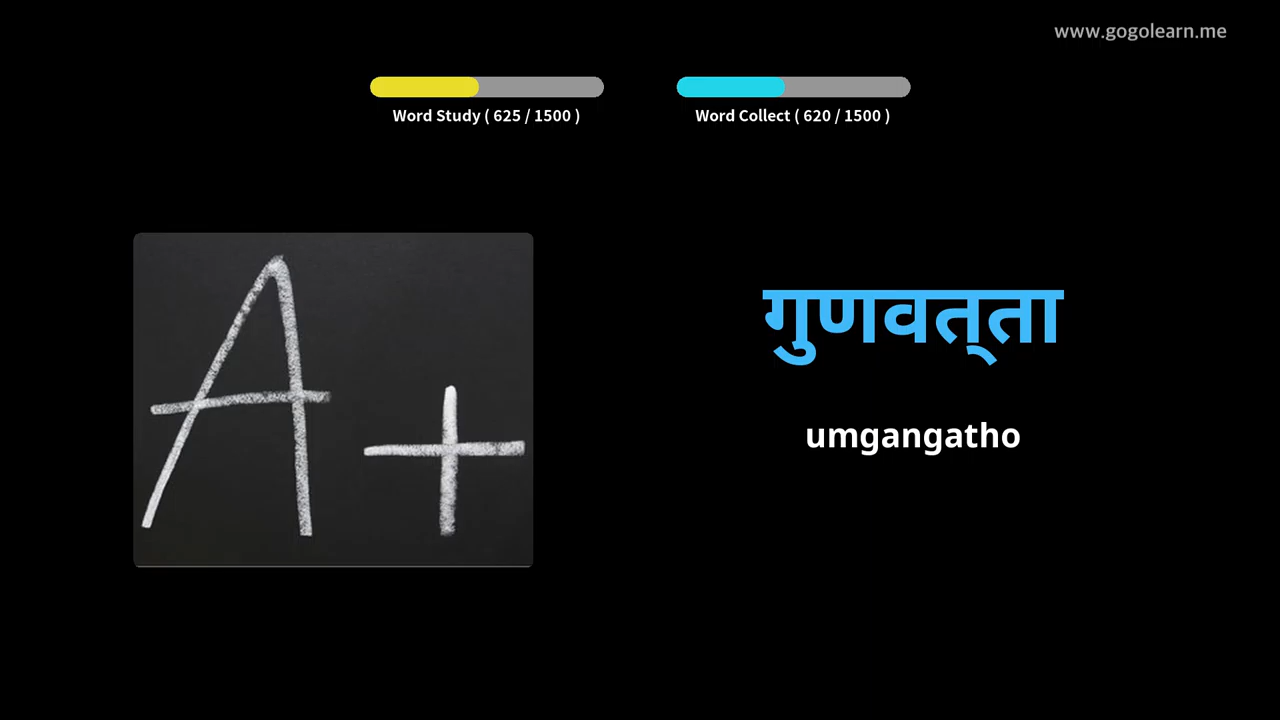 www.gogolearn.me
Word Study ( 625 / 1500 )
Word Collect ( 620 / 1500 )
A+
गुणवत्‌ता
umgangatho